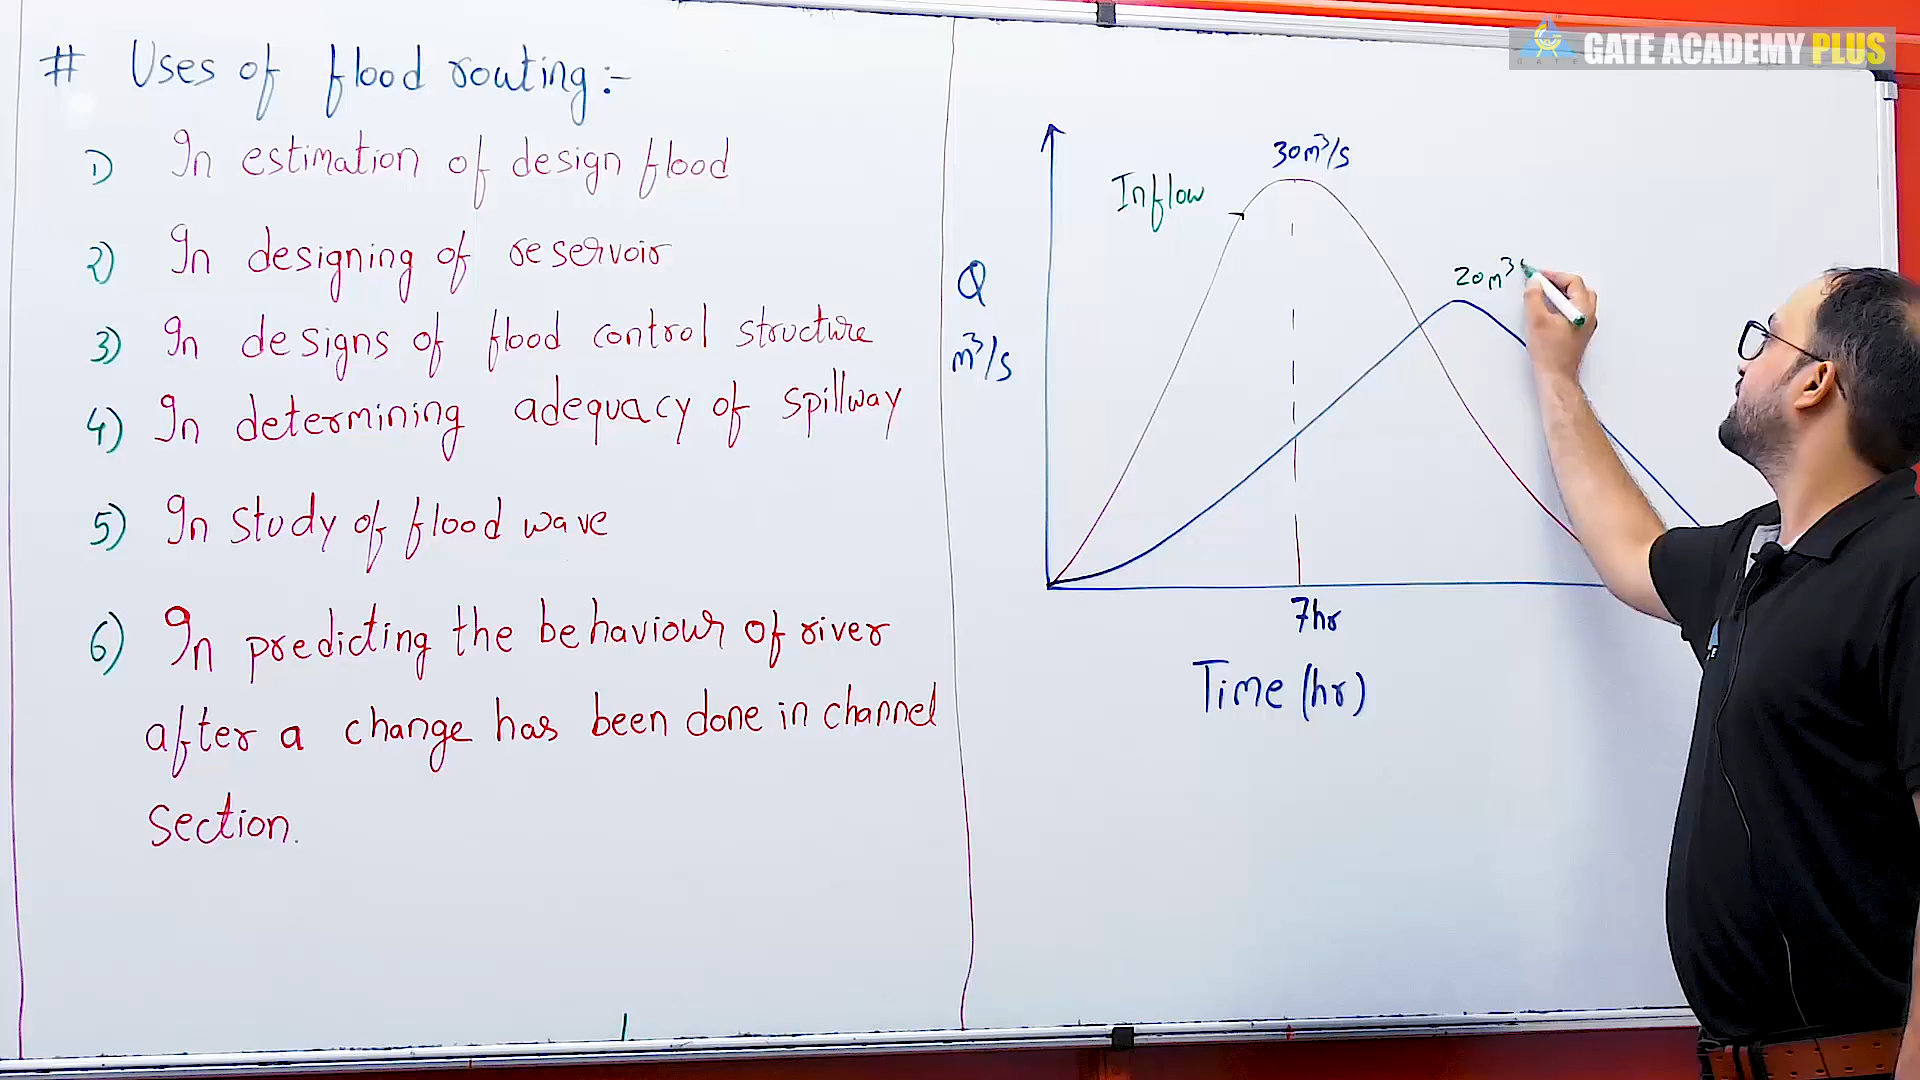 GATE ACADEMY PLUS
# Uses of flood routing:-
1) In estimation of design flood
2) In designing of reservoir
3) In designs of flood control structure
4) In determining adequacy of spillway
5) In study of flood wave
6) In predicting the behaviour of river
after a change has been done in channel
section.
30m³/s
Inflow
20m³
Q
m³/s
7hr
Time (hr)